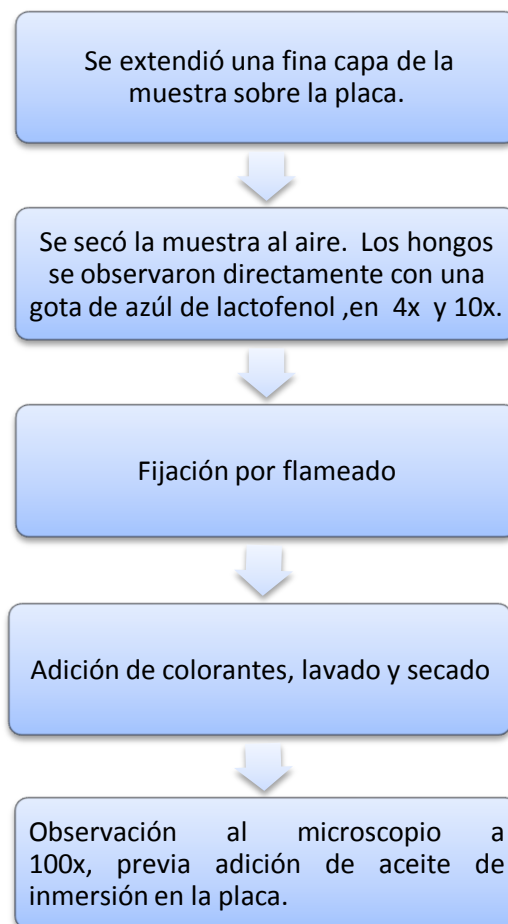 Se extendió una fina capa de la
muestra sobre la placa.
Se secó la muestra al aire. Los hongos
se observaron directamente con una
gota de azúl de lactofenol ,en 4x y 10x.
Fijación por flameado
Adición de colorantes, lavado y secado
Observación al microscopio a
100x, previa adición de aceite de
inmersión en la placa.